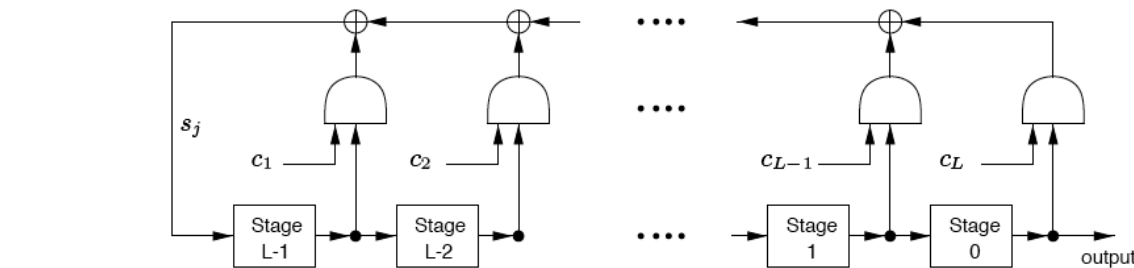 s_j
c_1
c_2
c_{L-1}
c_L
Stage
L-1
Stage
L-2
Stage
1
Stage
0
output